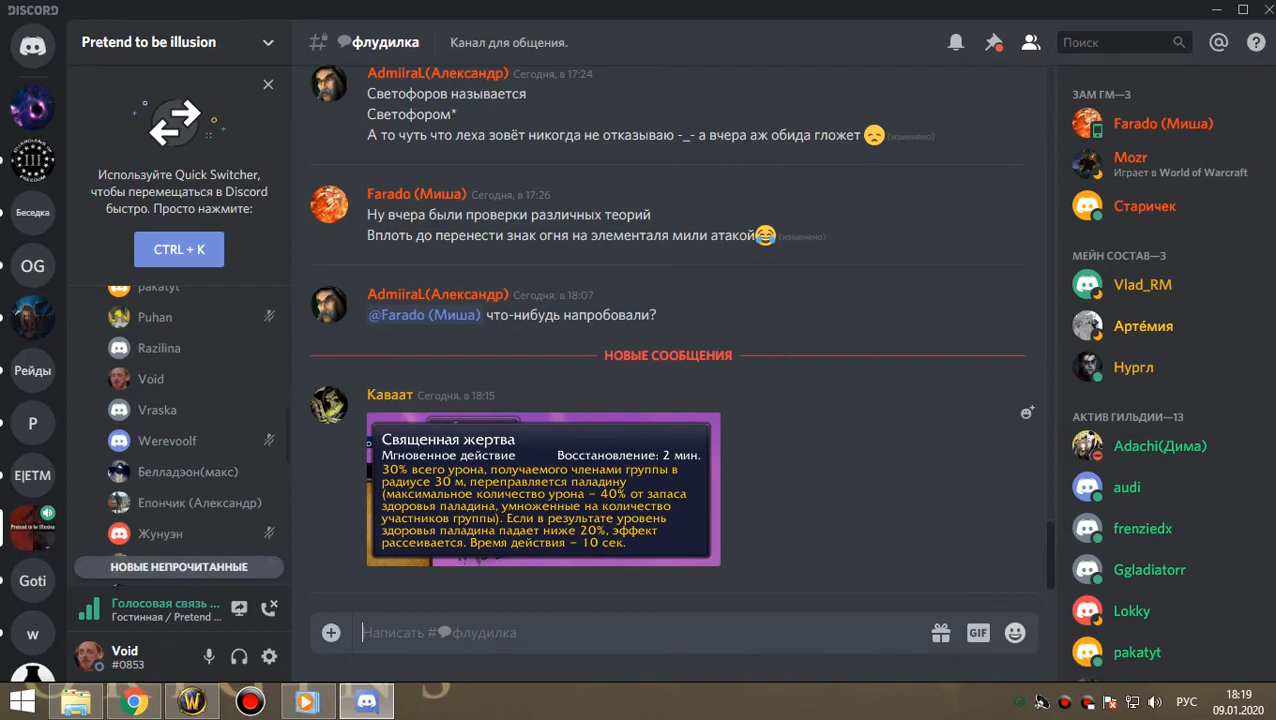 DISCORD
Pretend to be illusion
флудилка
Канал для общения.
Поиск
Используйте Quick Switcher,
чтобы перемещаться в Discord
быстро. Просто нажмите:
CTRL + K
Беседка
OG
Рейды
P
E|ETM
Pretend to be illusion
Goti
w
pakatyt
Puhan
Razilina
Void
Vraska
Werevoolf
Белладэон(макс)
Епончик (Александр)
Жунуэн
НОВЫЕ НЕПРОЧИТАННЫЕ
Голосовая связь ...
Гостинная / Pretend ...
Void
#0853
AdmiiraL(Александр) Сегодня, в 17:24
Светофоров называется
Светофором*
А то чуть что леха зовёт никогда не отказываю -_- а вчера аж обида гложет 😞 (изменено)
Farado (Миша) Сегодня, в 17:26
Ну вчера были проверки различных теорий
Вплоть до перенести знак огня на элементаля мили атакой😂 (изменено)
AdmiiraL(Александр) Сегодня, в 18:07
@Farado (Миша) что-нибудь напробовали?
НОВЫЕ СООБЩЕНИЯ
Каваат Сегодня, в 18:15
Священная жертва
Мгновенное действие Восстановление: 2 мин.
30% всего урона, получаемого членами группы в
радиусе 30 м, переправляется паладину
(максимальное количество урона – 40% от запаса
здоровья паладина, умноженные на количество
участников группы). Если в результате уровень
здоровья паладина падает ниже 20%, эффект
рассеивается. Время действия – 10 сек.
Написать #флудилка
GIF
ЗАМ ГМ—3
Farado (Миша)
Mozr
Играет в World of Warcraft
Старичек
МЕЙН СОСТАВ—3
Vlad_RM
Артéмия
Нургл
АКТИВ ГИЛЬДИИ—13
Adachi(Дима)
audi
frenziedx
Ggladiatorr
Lokky
pakatyt
РУС
18:19
09.01.2020